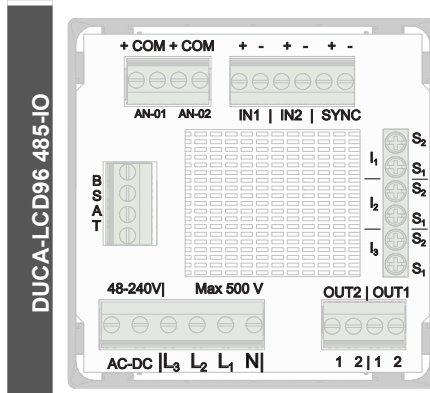 DUCA-LCD96 485-IO
+ COM + COM
+ - + - + -
AN-01 AN-02
IN1 | IN2 | SYNC
S2
I1
S1
S2
I2
S1
S2
I3
S1
B
S
A
T
48-240V|
Max 500 V
OUT2 | OUT1
AC-DC |L3 L2 L1 N|
1 2|1 2